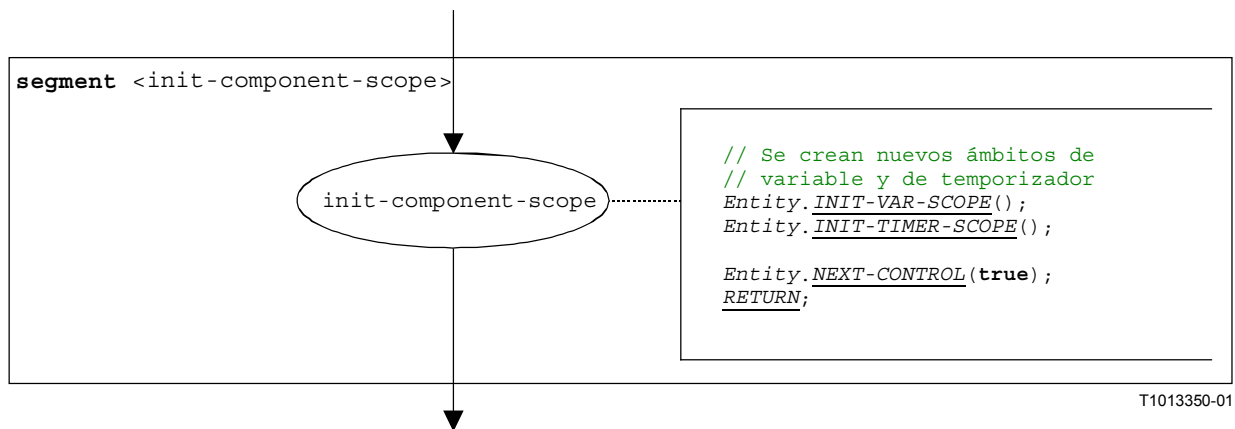 segment <init-component-scope>
init-component-scope
// Se crean nuevos ámbitos de
// variable y de temporizador
Entity.INIT-VAR-SCOPE();
Entity.INIT-TIMER-SCOPE();
Entity.NEXT-CONTROL(true);
RETURN;
T1013350-01